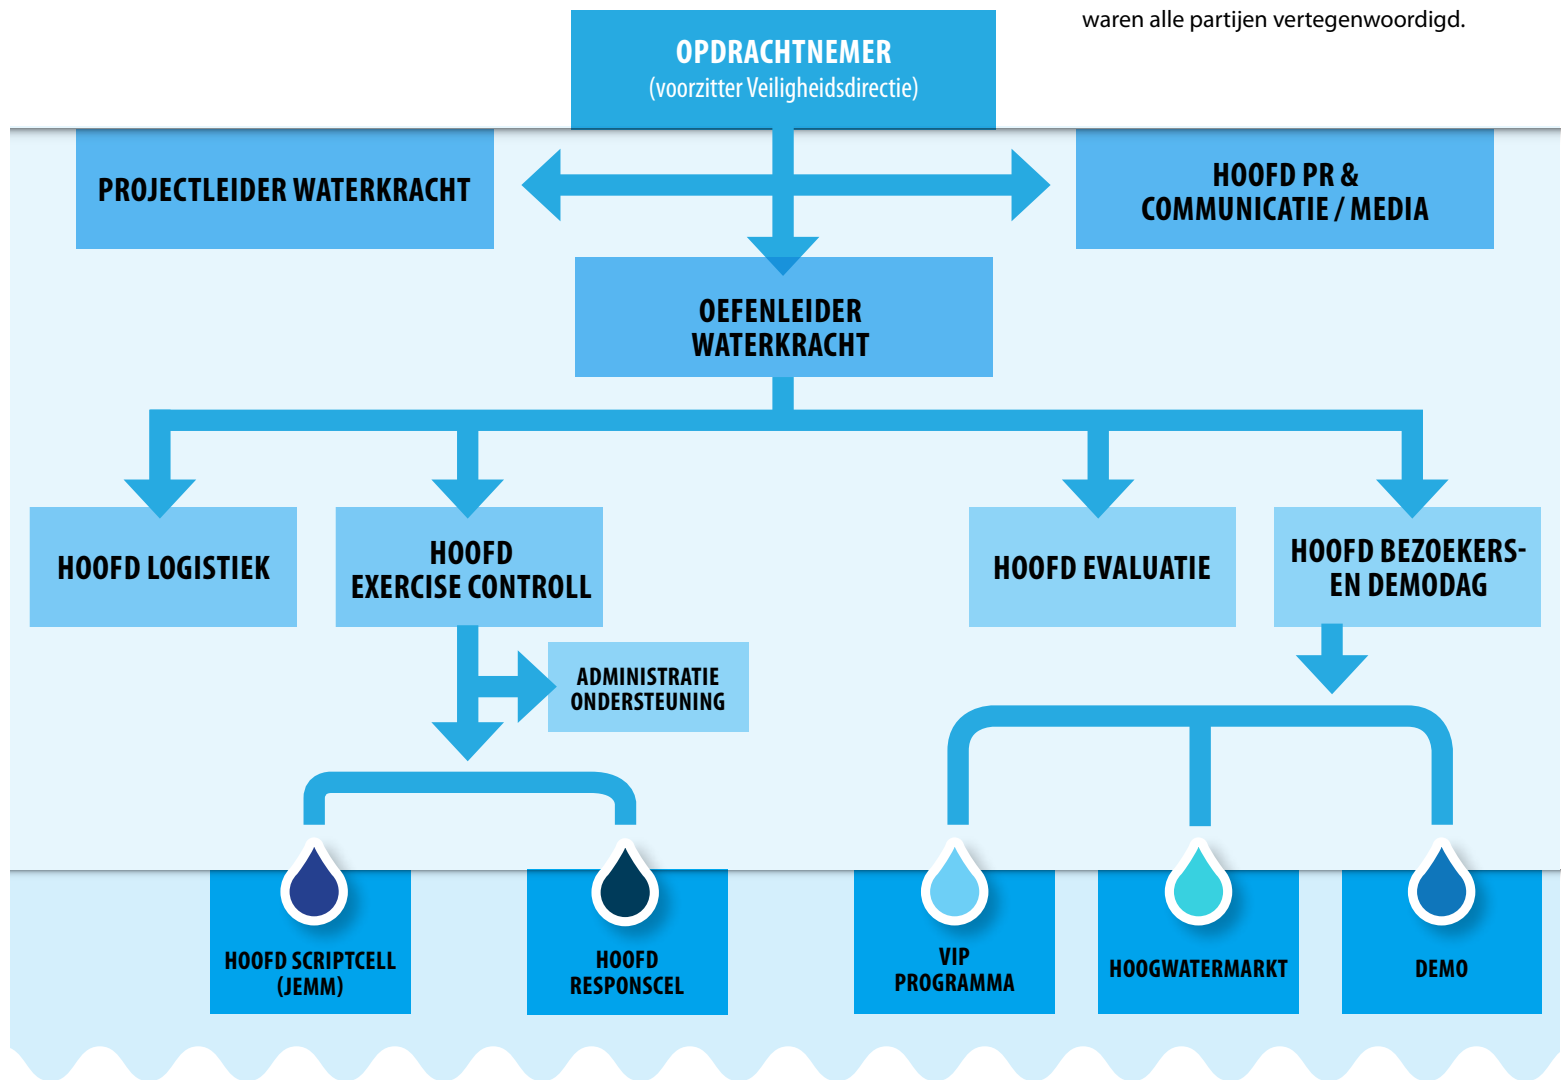 waren alle partijen vertegenwoordigd.
OPDRACHTNEMER
(voorzitter Veiligheidsdirectie)
PROJECTLEIDER WATERKRACHT
HOOFD PR &
COMMUNICATIE / MEDIA
OEFENLEIDER
WATERKRACHT
HOOFD LOGISTIEK
HOOFD
EXERCISE CONTROLL
HOOFD EVALUATIE
HOOFD BEZOEKERS-
EN DEMODAG
ADMINISTRATIE
ONDERSTEUNING
HOOFD SCRIPTCELL
(JEMM)
HOOFD
RESPONSCEL
VIP
PROGRAMMA
HOOGWATERMARKT
DEMO